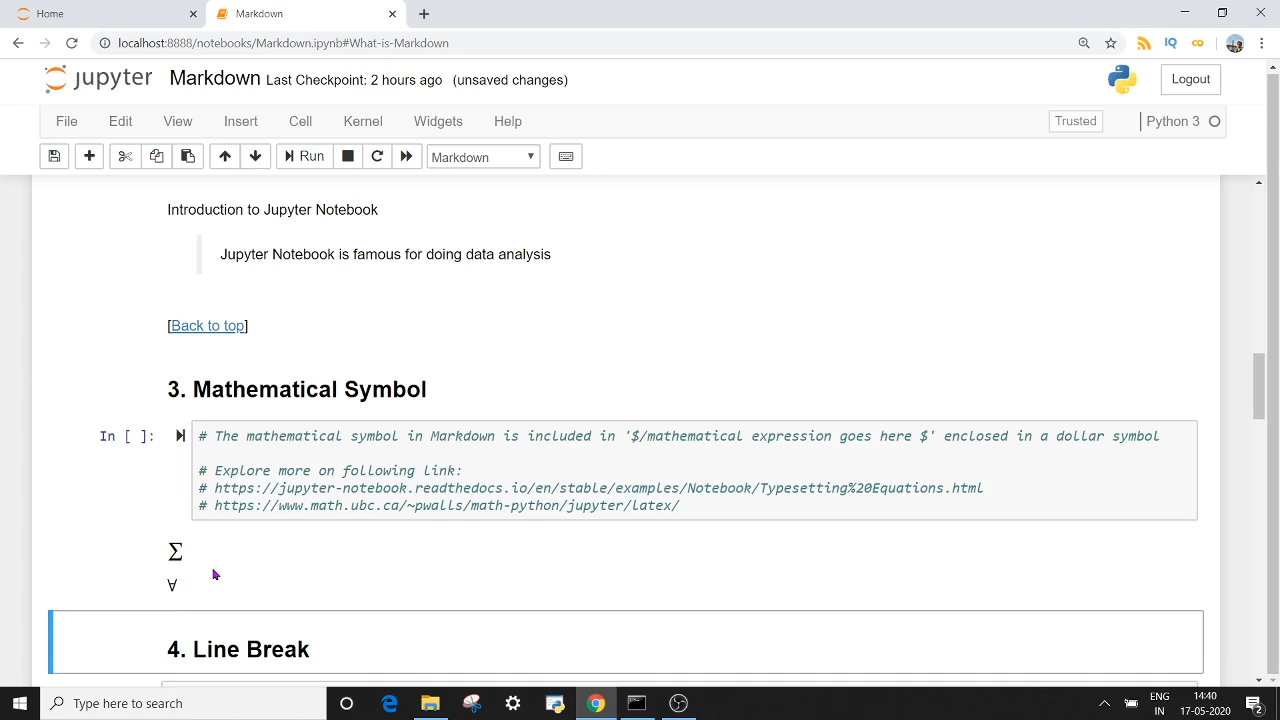 Home
Markdown
localhost:8888/notebooks/Markdown.ipynb#What-is-Markdown
IQ
jupyter Markdown Last Checkpoint: 2 hours ago (unsaved changes)
Logout
File Edit View Insert Cell Kernel Widgets Help
Trusted
Python 3
Run
Markdown
Introduction to Jupyter Notebook
Jupyter Notebook is famous for doing data analysis
[Back to top]
3. Mathematical Symbol
In [ ]:
# The mathematical symbol in Markdown is included in '$/mathematical expression goes here $' enclosed in a dollar symbol
# Explore more on following link:
# https://jupyter-notebook.readthedocs.io/en/stable/examples/Notebook/Typesetting%20Equations.html
# https://www.math.ubc.ca/~pwalls/math-python/jupyter/latex/
∑
∀
4. Line Break
Type here to search
ENG
IN
14:40
17-05-2020
2